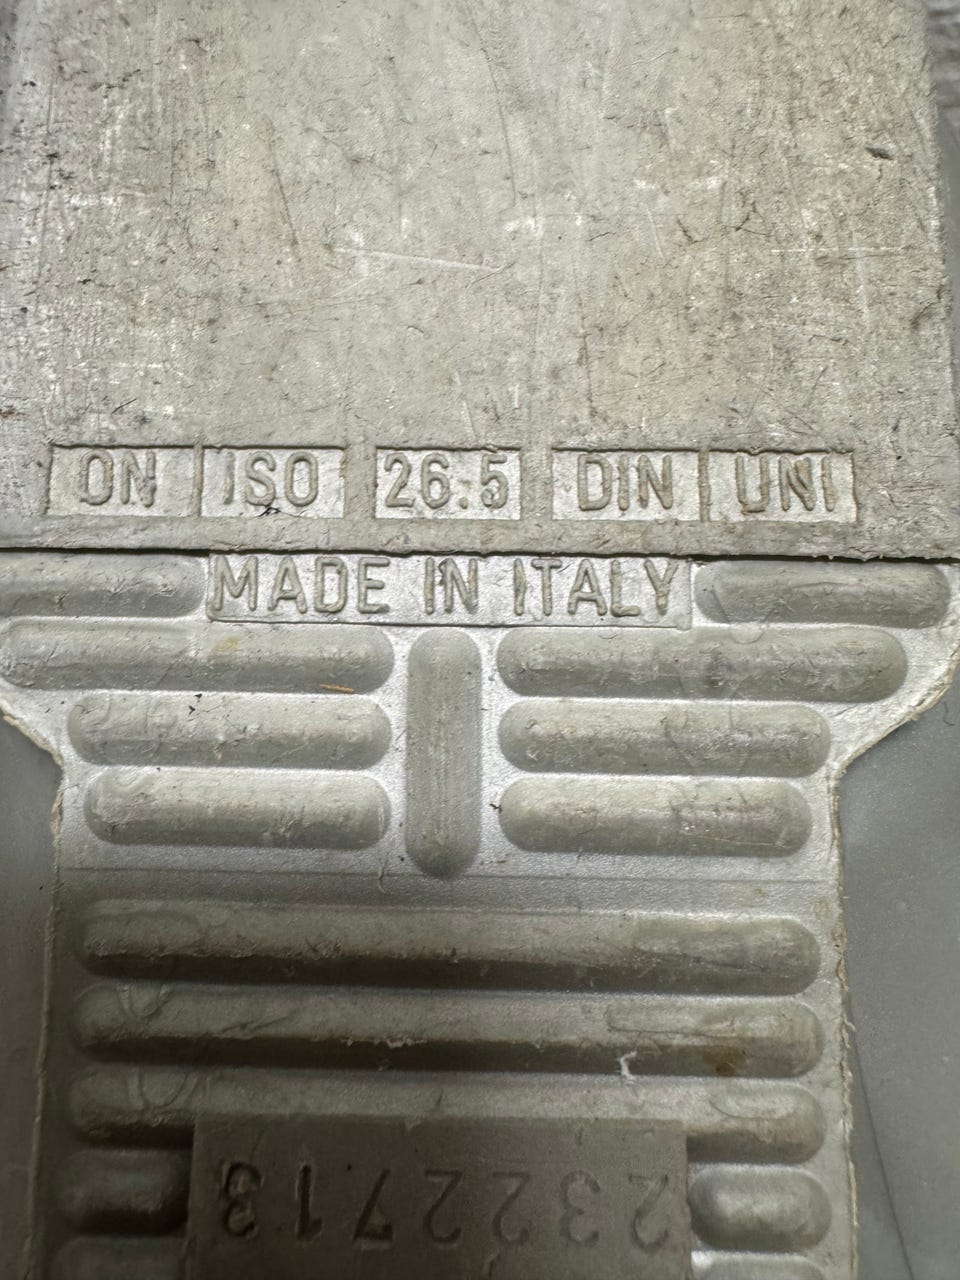 ON ISO 26.5 DIN UNI
MADE IN ITALY
2322713